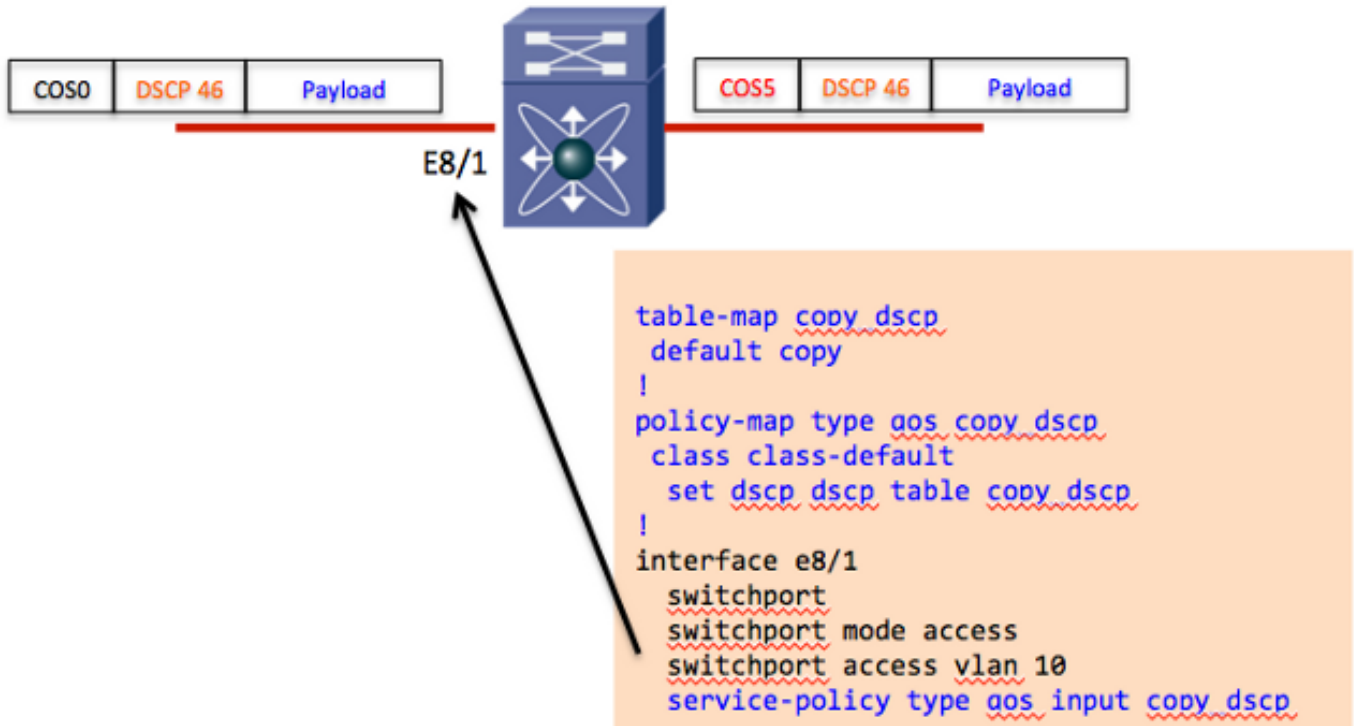 COS0 DSCP 46 Payload
COS5 DSCP 46 Payload
E8/1
table-map copy_dscp
default copy
!
policy-map type qos copy_dscp
class class-default
set dscp dscp table copy_dscp
!
interface e8/1
switchport
switchport mode access
switchport access vlan 10
service-policy type qos input copy_dscp